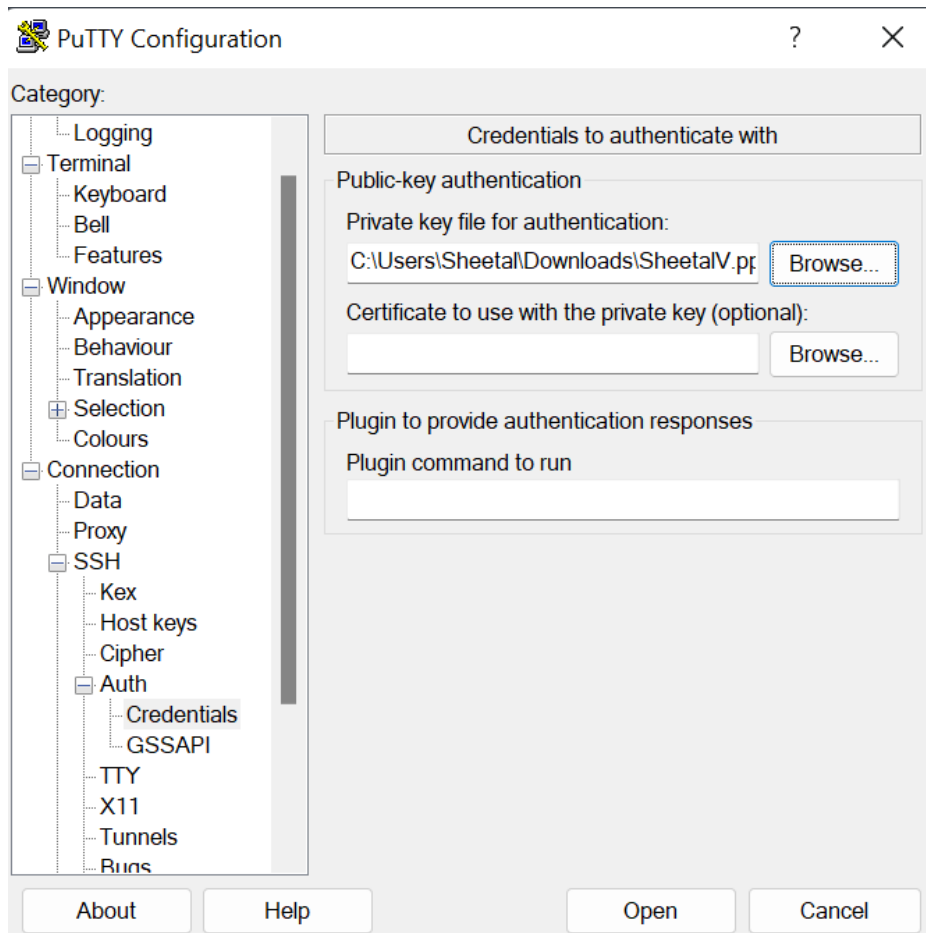 PuTTY Configuration
?
Category:
Logging
Terminal
Keyboard
Bell
Features
Window
Appearance
Behaviour
Translation
Selection
Colours
Connection
Data
Proxy
SSH
Kex
Host keys
Cipher
Auth
Credentials
GSSAPI
TTY
X11
Tunnels
Bugs
Credentials to authenticate with
Public-key authentication
Private key file for authentication:
C:\Users\Sheetal\Downloads\SheetalV.pp
Browse...
Certificate to use with the private key (optional):
Browse...
Plugin to provide authentication responses
Plugin command to run
About
Help
Open
Cancel